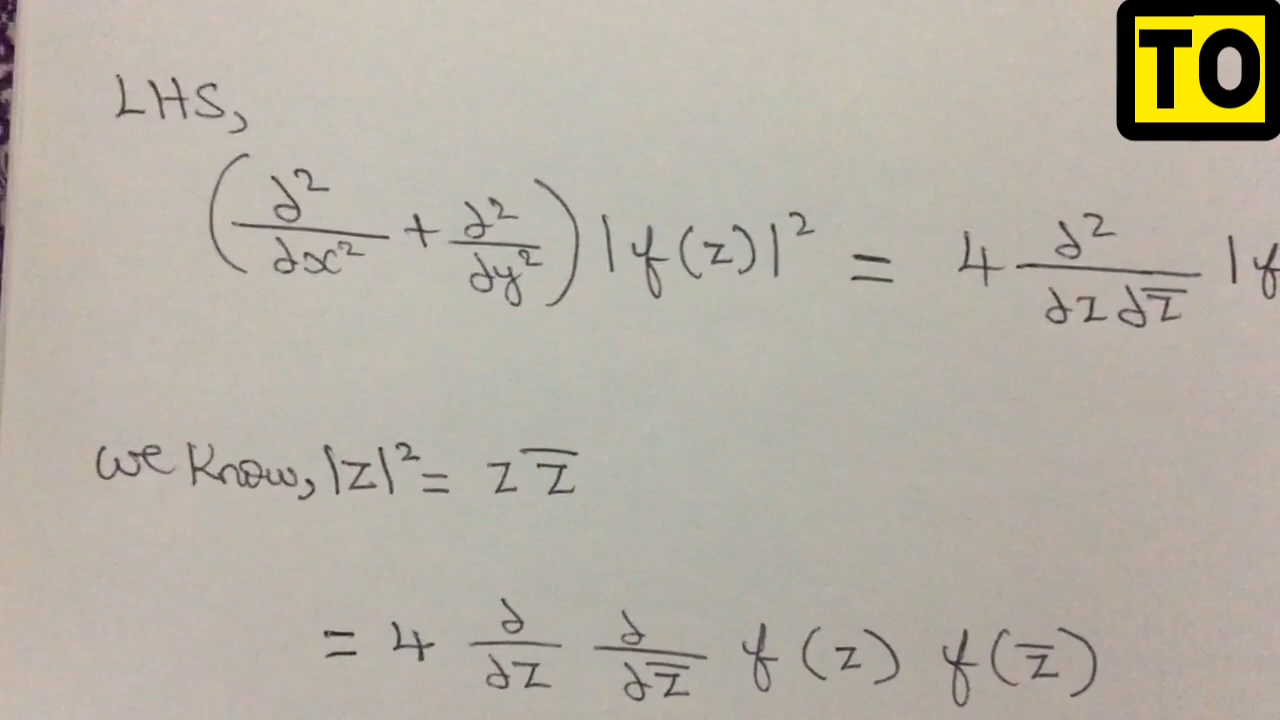 TO
LHS,
(∂²/∂x² + ∂²/∂y²) |f(z)|² = 4 ∂²/∂z∂z̅ |f
we know, |z|² = z z̅
= 4 ∂/∂z ∂/∂z̅ f(z) f(z̅)